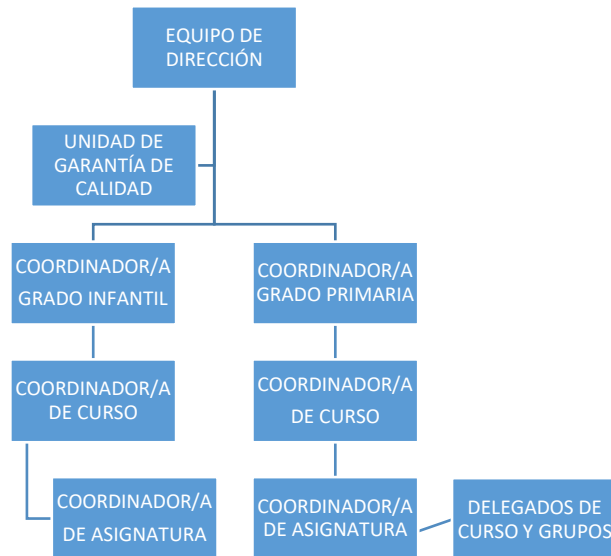 EQUIPO DE
DIRECCIÓN
UNIDAD DE
GARANTÍA DE
CALIDAD
COORDINADOR/A
GRADO INFANTIL
COORDINADOR/A
GRADO PRIMARIA
COORDINADOR/A
DE CURSO
COORDINADOR/A
DE CURSO
COORDINADOR/A
DE ASIGNATURA
COORDINADOR/A
DE ASIGNATURA
DELEGADOS DE
CURSO Y GRUPOS